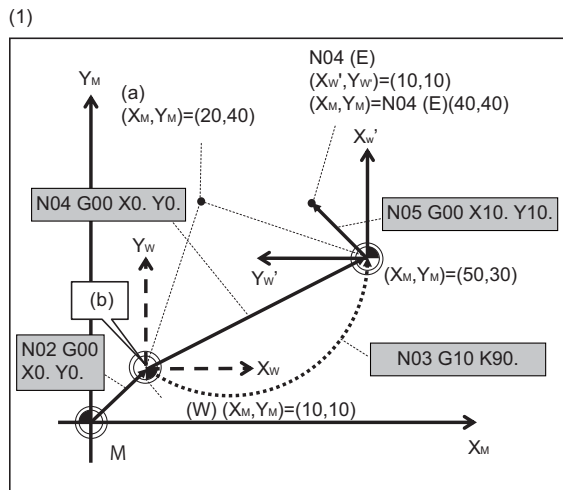 (1)
N04 (E)
(XW',YW')=(10,10)
(XM,YM)=N04 (E)(40,40)
YM
(a)
(XM,YM)=(20,40)
XW'
N04 G00 X0. Y0.
N05 G00 X10. Y10.
YW
YW'
(XM,YM)=(50,30)
(b)
N02 G00
X0. Y0.
XW
N03 G10 K90.
(W) (XM,YM)=(10,10)
M
XM